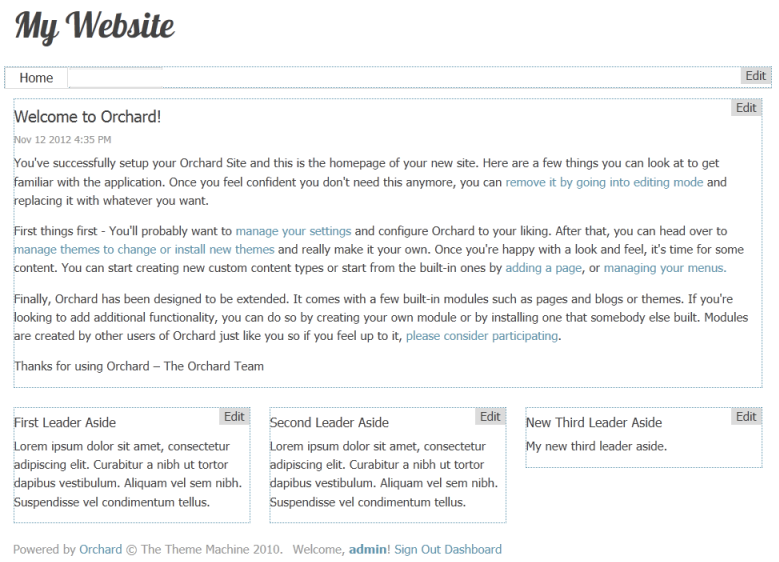 My Website
Home
Edit
Edit
Welcome to Orchard!
Nov 12 2012 4:35 PM
You've successfully setup your Orchard Site and this is the homepage of your new site. Here are a few things you can look at to get
familiar with the application. Once you feel confident you don't need this anymore, you can remove it by going into editing mode and
replacing it with whatever you want.
First things first - You'll probably want to manage your settings and configure Orchard to your liking. After that, you can head over to
manage themes to change or install new themes and really make it your own. Once you're happy with a look and feel, it's time for some
content. You can start creating new custom content types or start from the built-in ones by adding a page, or managing your menus.
Finally, Orchard has been designed to be extended. It comes with a few built-in modules such as pages and blogs or themes. If you're
looking to add additional functionality, you can do so by creating your own module or by installing one that somebody else built. Modules
are created by other users of Orchard just like you so if you feel up to it, please consider participating.
Thanks for using Orchard – The Orchard Team
Edit
First Leader Aside
Lorem ipsum dolor sit amet, consectetur
adipiscing elit. Curabitur a nibh ut tortor
dapibus vestibulum. Aliquam vel sem nibh.
Suspendisse vel condimentum tellus.
Edit
Second Leader Aside
Lorem ipsum dolor sit amet, consectetur
adipiscing elit. Curabitur a nibh ut tortor
dapibus vestibulum. Aliquam vel sem nibh.
Suspendisse vel condimentum tellus.
Edit
New Third Leader Aside
My new third leader aside.
Powered by Orchard © The Theme Machine 2010. Welcome, admin! Sign Out Dashboard